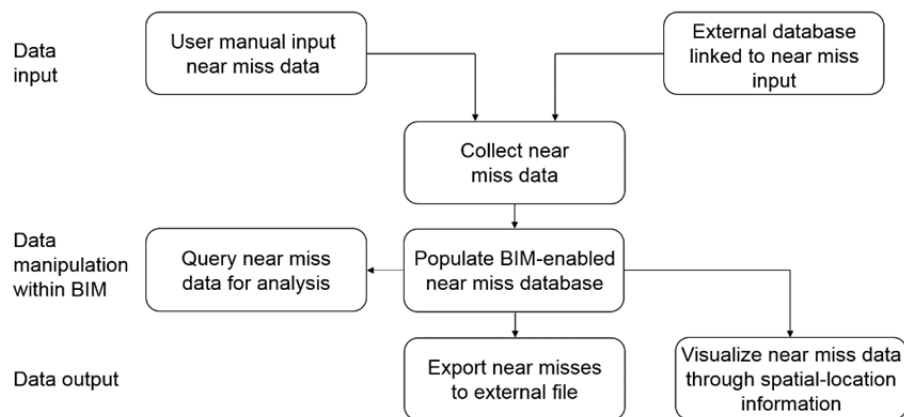 Data
input
User manual input
near miss data
External database
linked to near miss
input
Collect near
miss data
Data
manipulation
within BIM
Query near miss
data for analysis
Populate BIM-enabled
near miss database
Data output
Export near misses
to external file
Visualize near miss data
through spatial-location
information